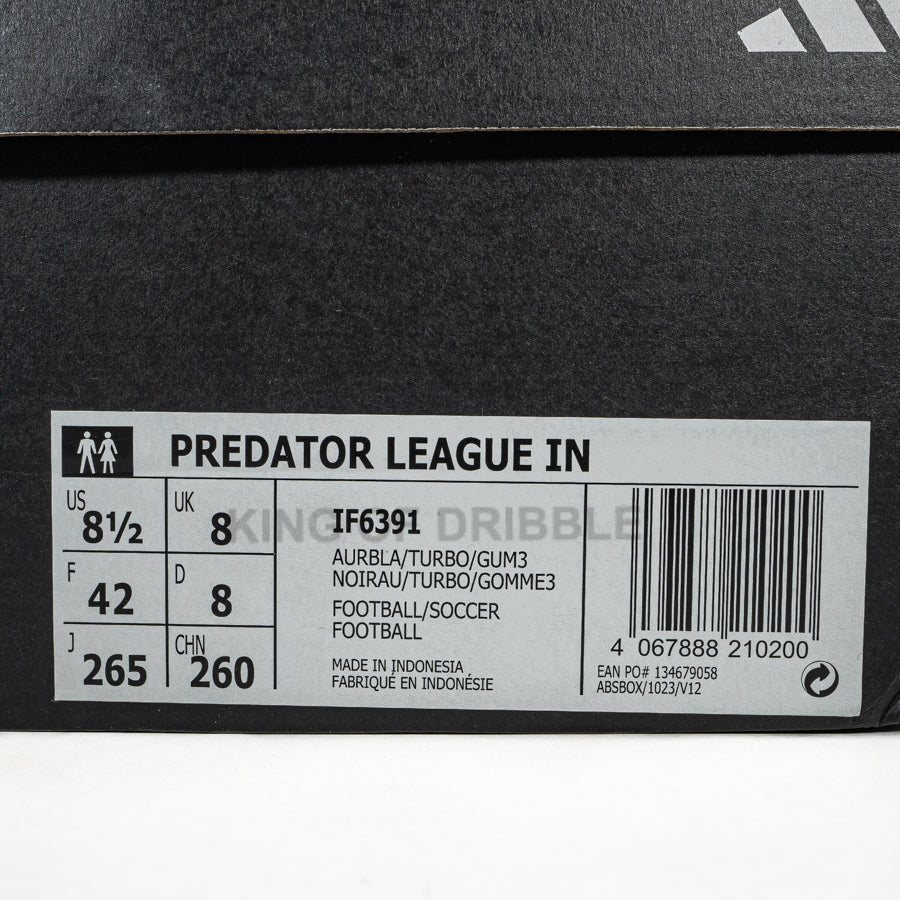 PREDATOR LEAGUE IN
US 8½
UK 8
F 42
D 8
J 265
CHN 260
KING OF DRIBBLE
IF6391
AURBLA/TURBO/GUM3
NOIRAU/TURBO/GOMME3
FOOTBALL/SOCCER
FOOTBALL
MADE IN INDONESIA
FABRIQUÉ EN INDONÉSIE
4 067888 210200
EAN PO# 134679058
ABSBOX/1023/V12